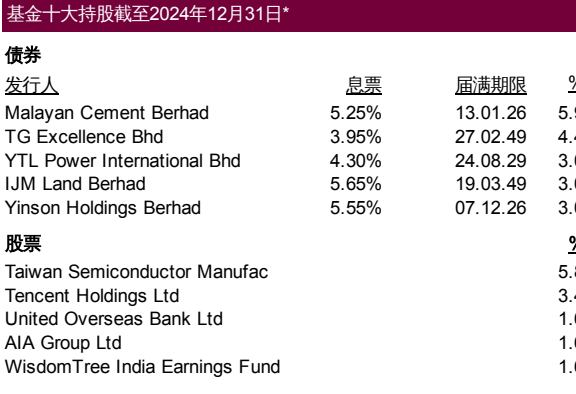 基金十大持股截至2024年12月31日*
债券
发行人 息票 届满期限
Malayan Cement Berhad 5.25% 13.01.26
TG Excellence Bhd 3.95% 27.02.49
YTL Power International Bhd 4.30% 24.08.29
IJM Land Berhad 5.65% 19.03.49
Yinson Holdings Berhad 5.55% 07.12.26
股票
Taiwan Semiconductor Manufac
Tencent Holdings Ltd
United Overseas Bank Ltd
AIA Group Ltd
WisdomTree India Earnings Fund